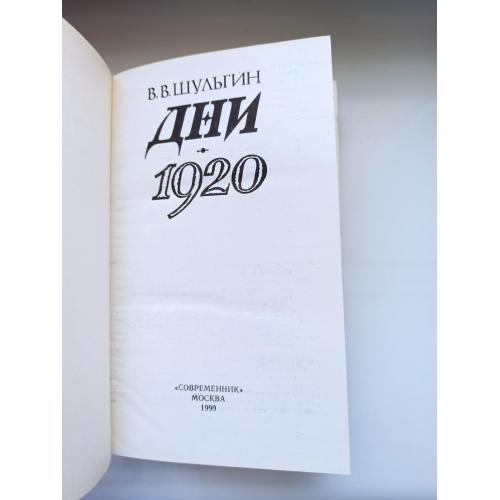 В. В. ШУЛЬГИН
ДНИ
1920
«СОВРЕМЕННИК»
МОСКВА
1990